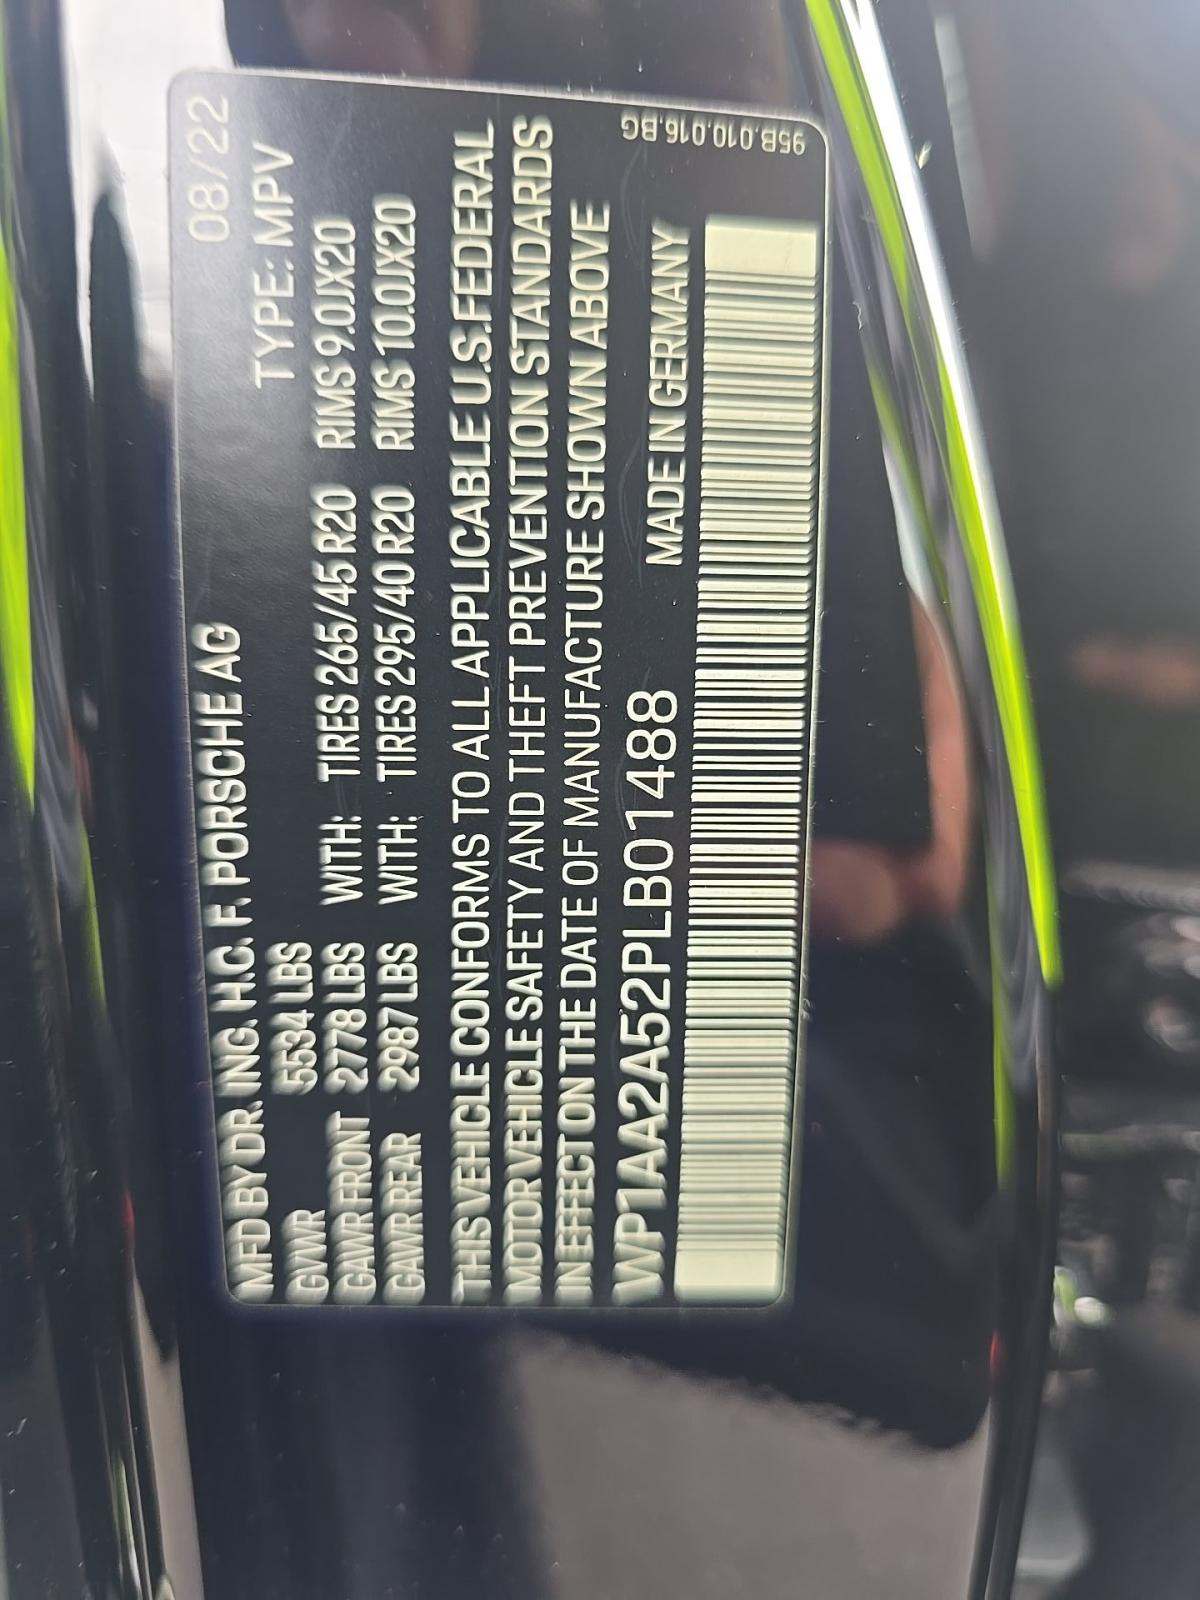 08/22
MFD BY DR. ING. H.C. F. PORSCHE AG
TYPE: MPV
GVWR 5534 LBS
GAWR FRONT 2778 LBS WITH: TIRES 265/45 R20 RIMS 9.0JX20
GAWR REAR 2987 LBS WITH: TIRES 295/40 R20 RIMS 10.0JX20
THIS VEHICLE CONFORMS TO ALL APPLICABLE U.S.FEDERAL
MOTOR VEHICLE SAFETY AND THEFT PREVENTION STANDARDS
IN EFFECT ON THE DATE OF MANUFACTURE SHOWN ABOVE
WP1AA2A52PLB01488 MADE IN GERMANY
95B.010.016.BG